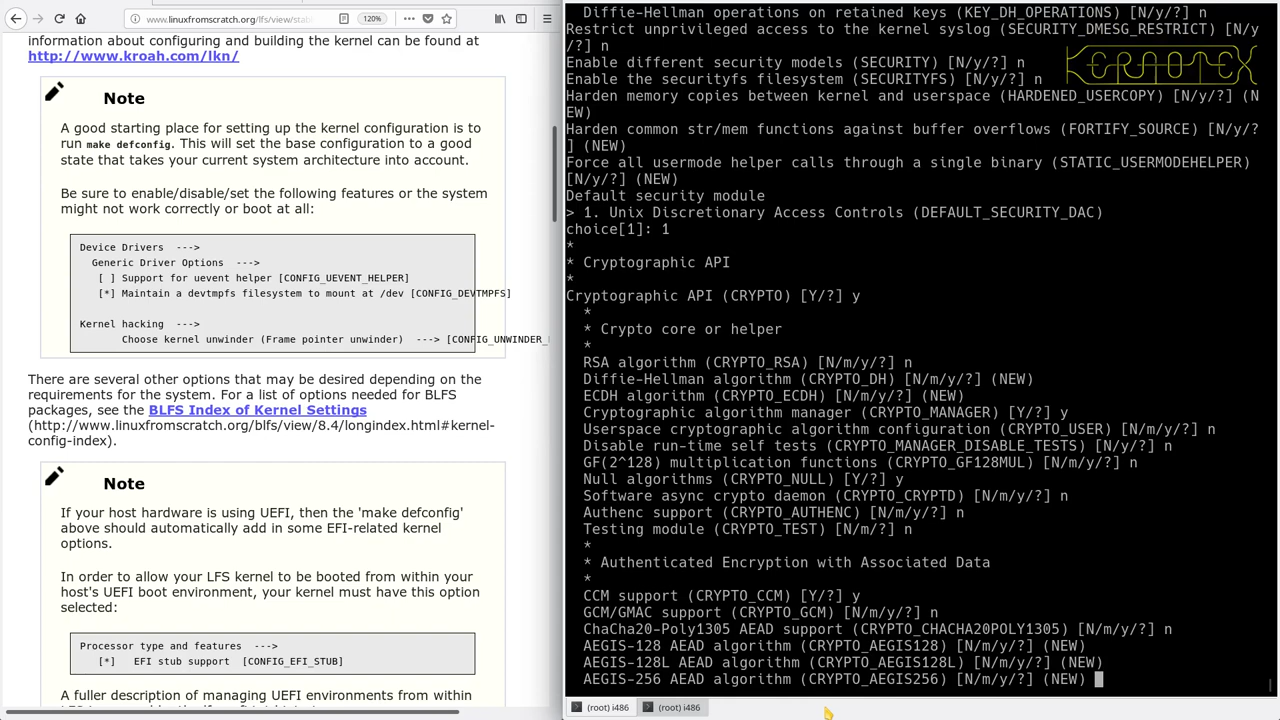 www.linuxfromscratch.org/lfs/view/stab
120%
information about configuring and building the kernel can be found at
http://www.kroah.com/lkn/
Note
A good starting place for setting up the kernel configuration is to
run make defconfig. This will set the base configuration to a good
state that takes your current system architecture into account.
Be sure to enable/disable/set the following features or the system
might not work correctly or boot at all:
Device Drivers --->
Generic Driver Options --->
[ ] Support for uevent helper [CONFIG_UEVENT_HELPER]
[*] Maintain a devtmpfs filesystem to mount at /dev [CONFIG_DEVTMPFS]
Kernel hacking --->
Choose kernel unwinder (Frame pointer unwinder) ---> [CONFIG_UNWINDER_
There are several other options that may be desired depending on the
requirements for the system. For a list of options needed for BLFS
packages, see the BLFS Index of Kernel Settings
(http://www.linuxfromscratch.org/blfs/view/8.4/longindex.html#kernel-
config-index).
Note
If your host hardware is using UEFI, then the 'make defconfig'
above should automatically add in some EFI-related kernel
options.
In order to allow your LFS kernel to be booted from within your
host's UEFI boot environment, your kernel must have this option
selected:
Processor type and features --->
[*] EFI stub support [CONFIG_EFI_STUB]
A fuller description of managing UEFI environments from within
Diffie-Hellman operations on retained keys (KEY_DH_OPERATIONS) [N/y/?] n
Restrict unprivileged access to the kernel syslog (SECURITY_DMESG_RESTRICT) [N/y
/?] n
KERAOTEX
Enable different security models (SECURITY) [N/y/?] n
Enable the securityfs filesystem (SECURITYFS) [N/y/?] n
Harden memory copies between kernel and userspace (HARDENED_USERCOPY) [N/y/?] (N
EW)
Harden common str/mem functions against buffer overflows (FORTIFY_SOURCE) [N/y/?
] (NEW)
Force all usermode helper calls through a single binary (STATIC_USERMODEHELPER)
[N/y/?] (NEW)
Default security module
> 1. Unix Discretionary Access Controls (DEFAULT_SECURITY_DAC)
choice[1]: 1
*
* Cryptographic API
*
Cryptographic API (CRYPTO) [Y/?] y
*
* Crypto core or helper
*
RSA algorithm (CRYPTO_RSA) [N/m/y/?] n
Diffie-Hellman algorithm (CRYPTO_DH) [N/m/y/?] (NEW)
ECDH algorithm (CRYPTO_ECDH) [N/m/y/?] (NEW)
Cryptographic algorithm manager (CRYPTO_MANAGER) [Y/?] y
Userspace cryptographic algorithm configuration (CRYPTO_USER) [N/m/y/?] n
Disable run-time self tests (CRYPTO_MANAGER_DISABLE_TESTS) [N/y/?] n
GF(2^128) multiplication functions (CRYPTO_GF128MUL) [N/m/y/?] n
Null algorithms (CRYPTO_NULL) [Y/?] y
Software async crypto daemon (CRYPTO_CRYPTD) [N/m/y/?] n
Authenc support (CRYPTO_AUTHENC) [N/m/y/?] n
Testing module (CRYPTO_TEST) [N/m/?] n
*
* Authenticated Encryption with Associated Data
*
CCM support (CRYPTO_CCM) [Y/?] y
GCM/GMAC support (CRYPTO_GCM) [N/m/y/?] n
ChaCha20-Poly1305 AEAD support (CRYPTO_CHACHA20POLY1305) [N/m/y/?] n
AEGIS-128 AEAD algorithm (CRYPTO_AEGIS128) [N/m/y/?] (NEW)
AEGIS-128L AEAD algorithm (CRYPTO_AEGIS128L) [N/m/y/?] (NEW)
AEGIS-256 AEAD algorithm (CRYPTO_AEGIS256) [N/m/y/?] (NEW)
(root) i486
(root) i486